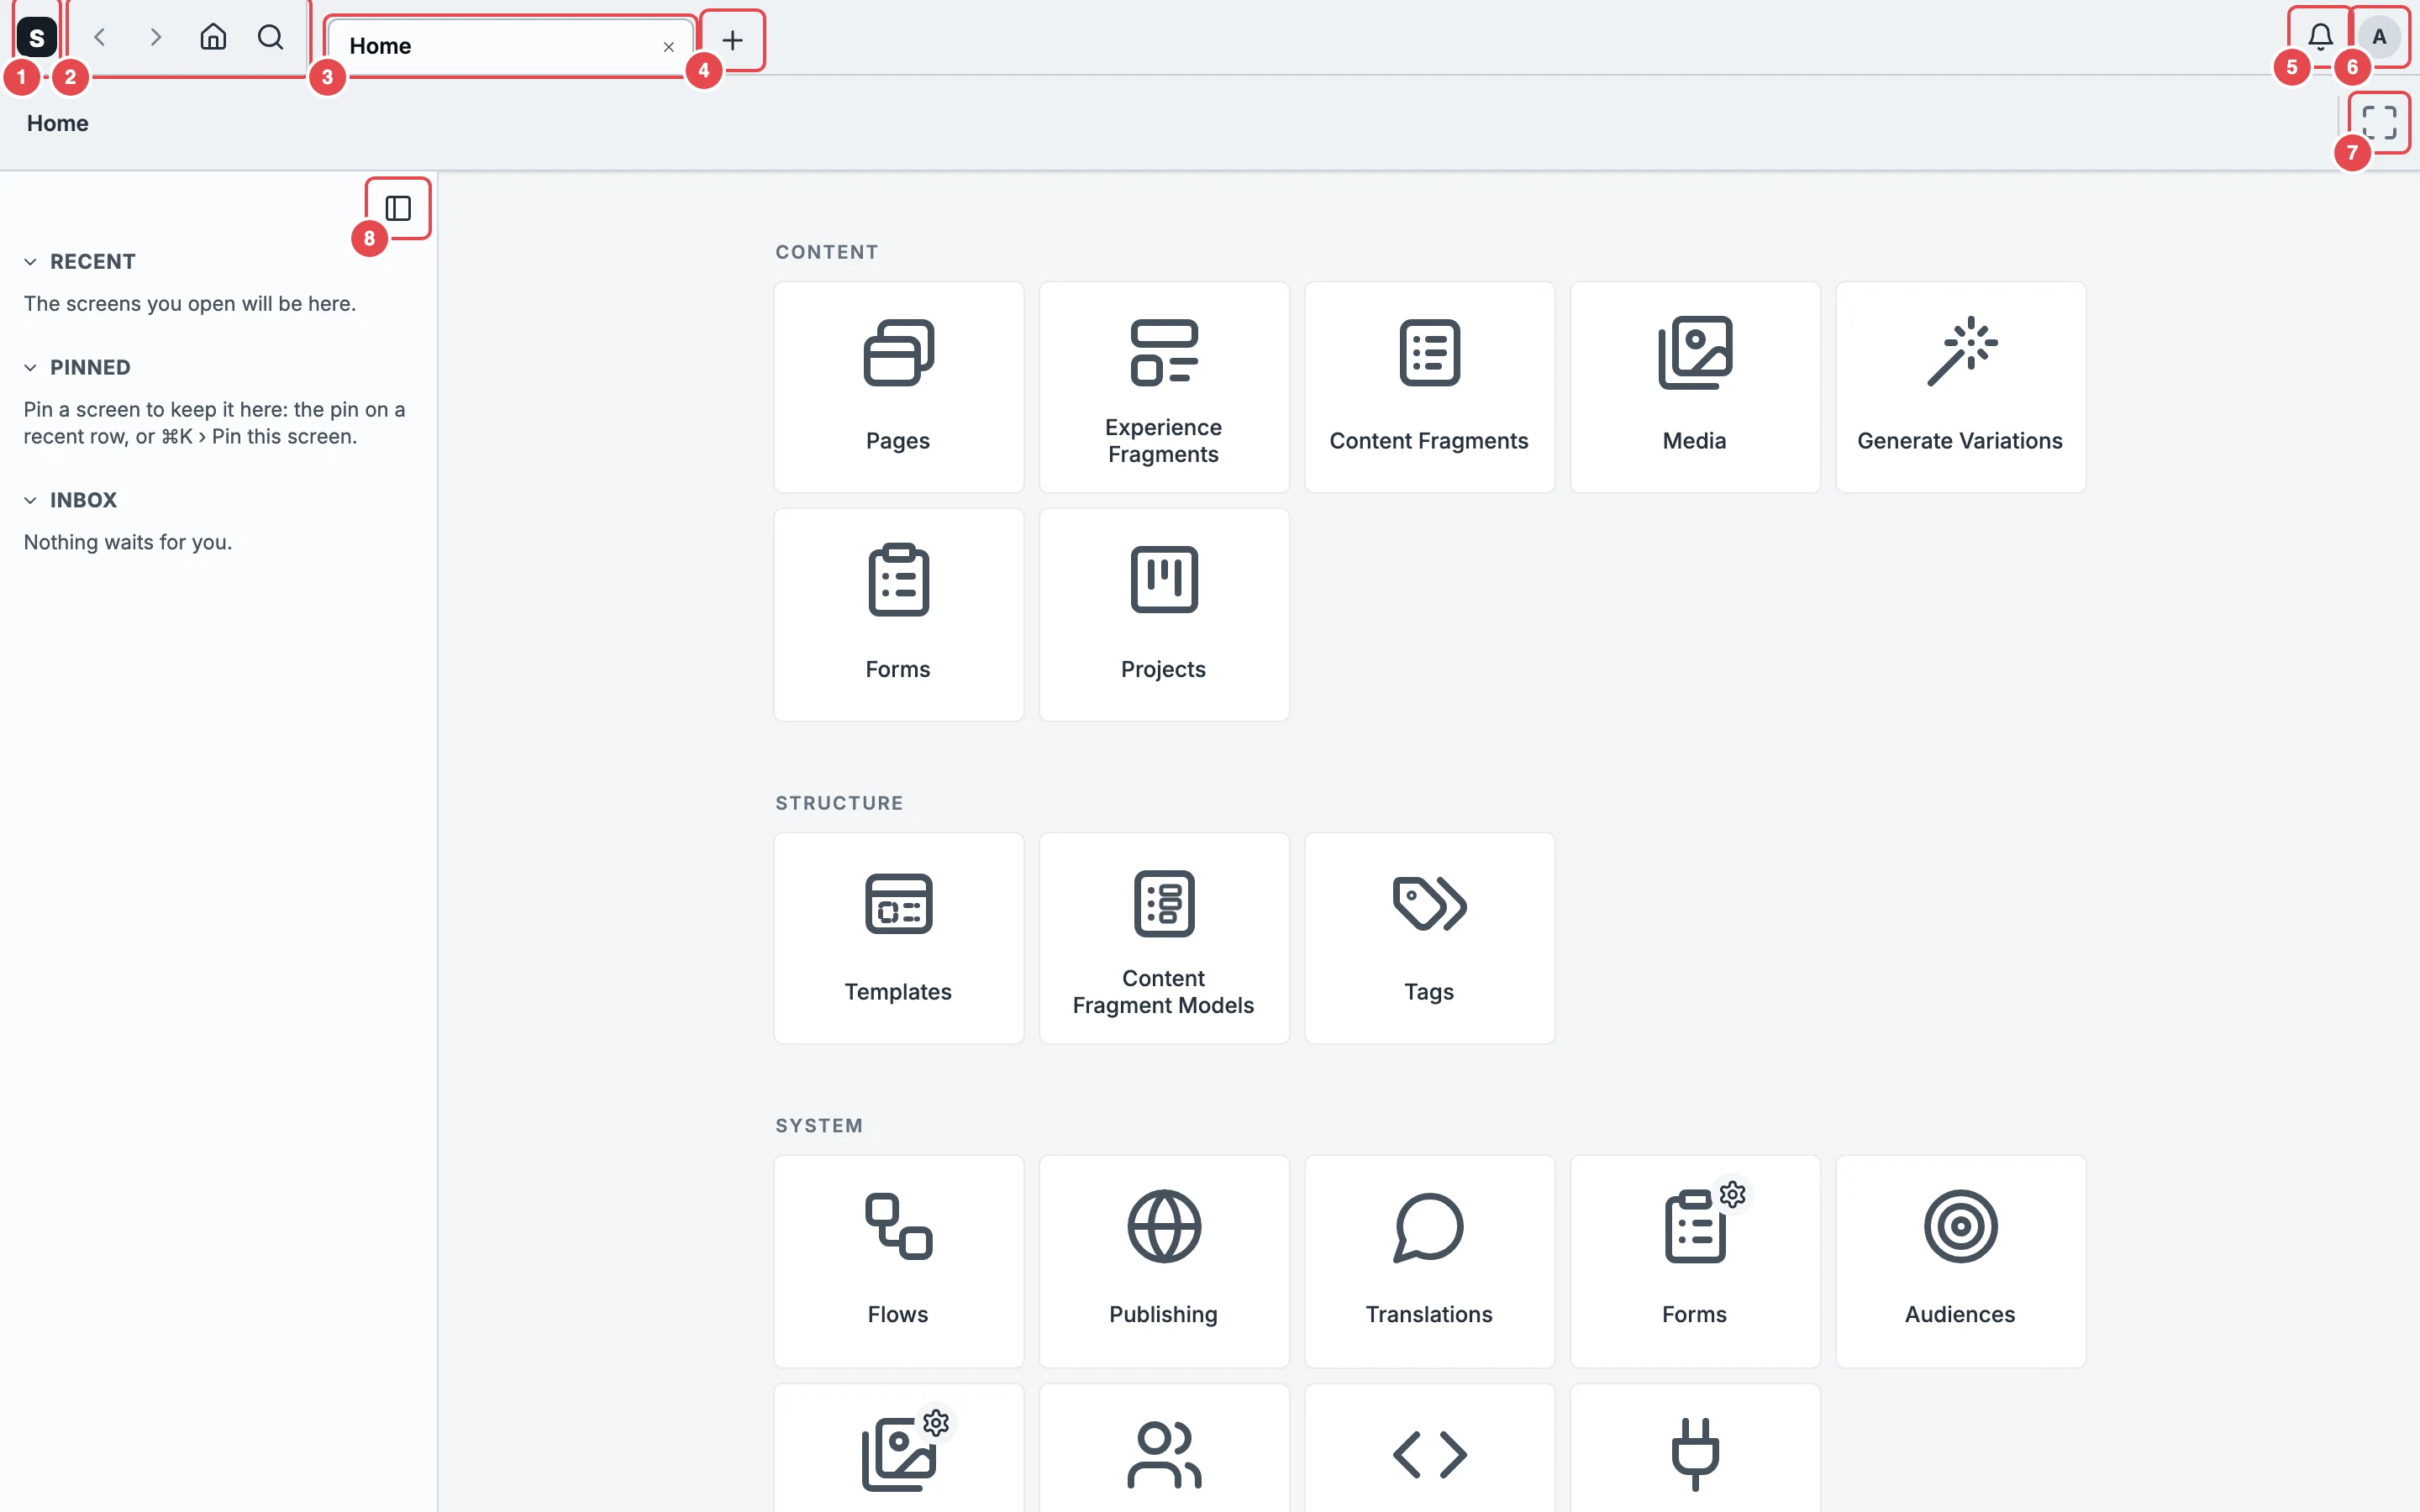 S
Home
A
1
2
3
4
5
6
Home
7
8
RECENT
The screens you open will be here.
PINNED
Pin a screen to keep it here: the pin on a
recent row, or ⌘K › Pin this screen.
INBOX
Nothing waits for you.
CONTENT
Pages
Experience
Fragments
Content Fragments
Media
Generate Variations
Forms
Projects
STRUCTURE
Templates
Content
Fragment Models
Tags
SYSTEM
Flows
Publishing
Translations
Forms
Audiences